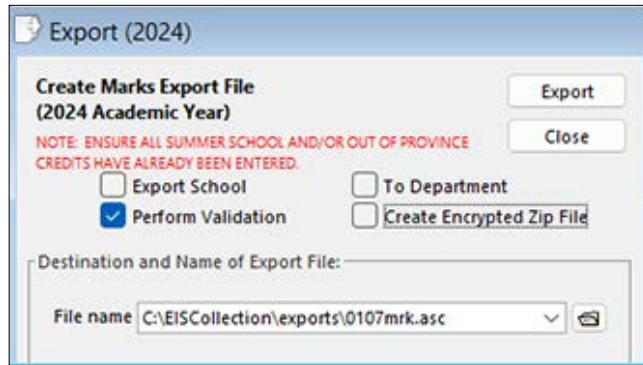 Export (2024)
Create Marks Export File
(2024 Academic Year)
Export
NOTE: ENSURE ALL SUMMER SCHOOL AND/OR OUT OF PROVINCE
CREDITS HAVE ALREADY BEEN ENTERED.
Close
Export School
To Department
Perform Validation
Create Encrypted Zip File
Destination and Name of Export File:
File name C:\EISCollection\exports\0107mrk.asc